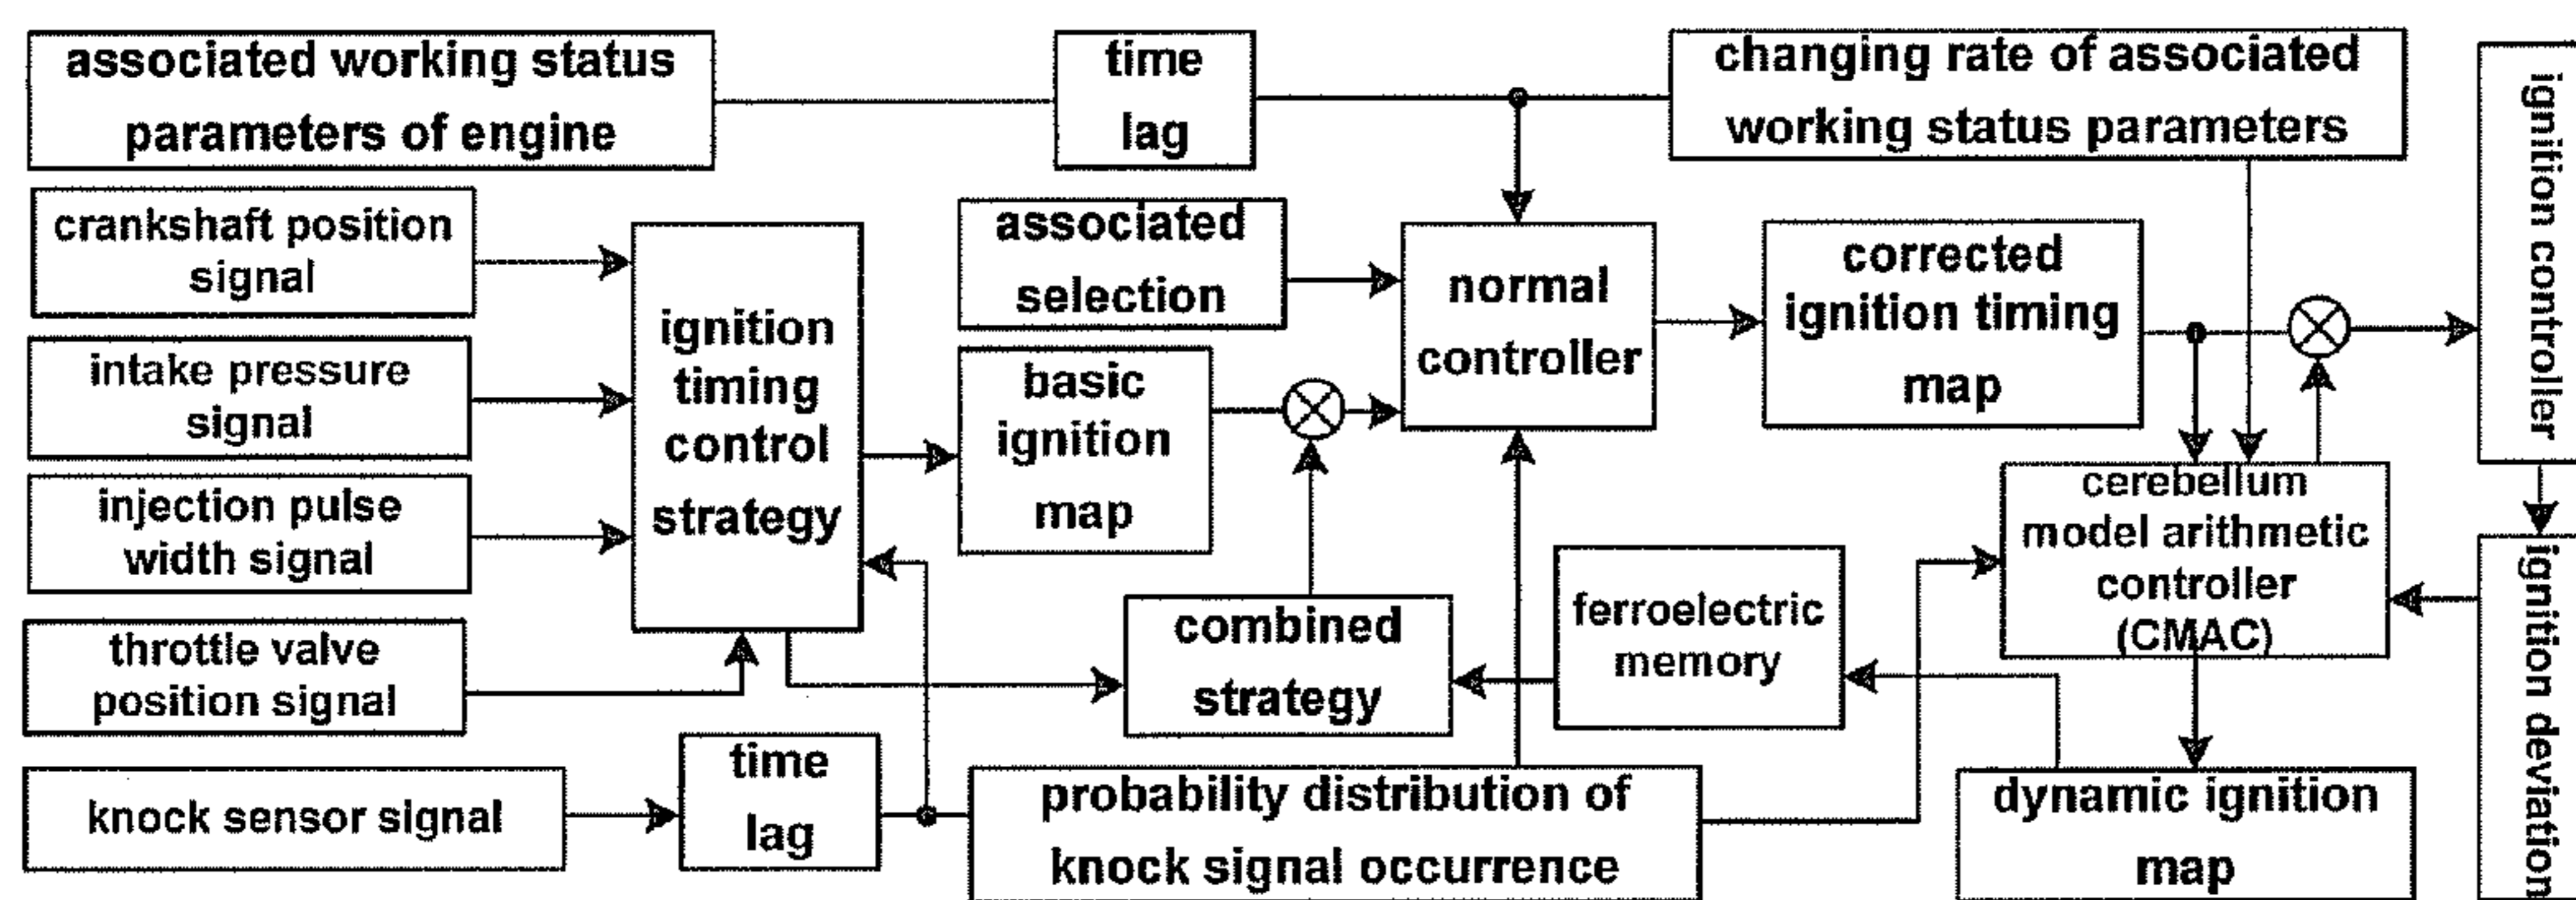 associated working status
parameters of engine
time
lag
changing rate of associated
working status parameters
ignition controller
crankshaft position
signal
intake pressure
signal
injection pulse
width signal
throttle valve
position signal
knock sensor signal
ignition
timing
control
strategy
associated
selection
basic
ignition
map
normal
controller
corrected
ignition timing
map
cerebellum
model arithmetic
controller
(CMAC)
combined
strategy
ferroelectric
memory
time
lag
probability distribution of
knock signal occurrence
dynamic ignition
map
ignition deviation